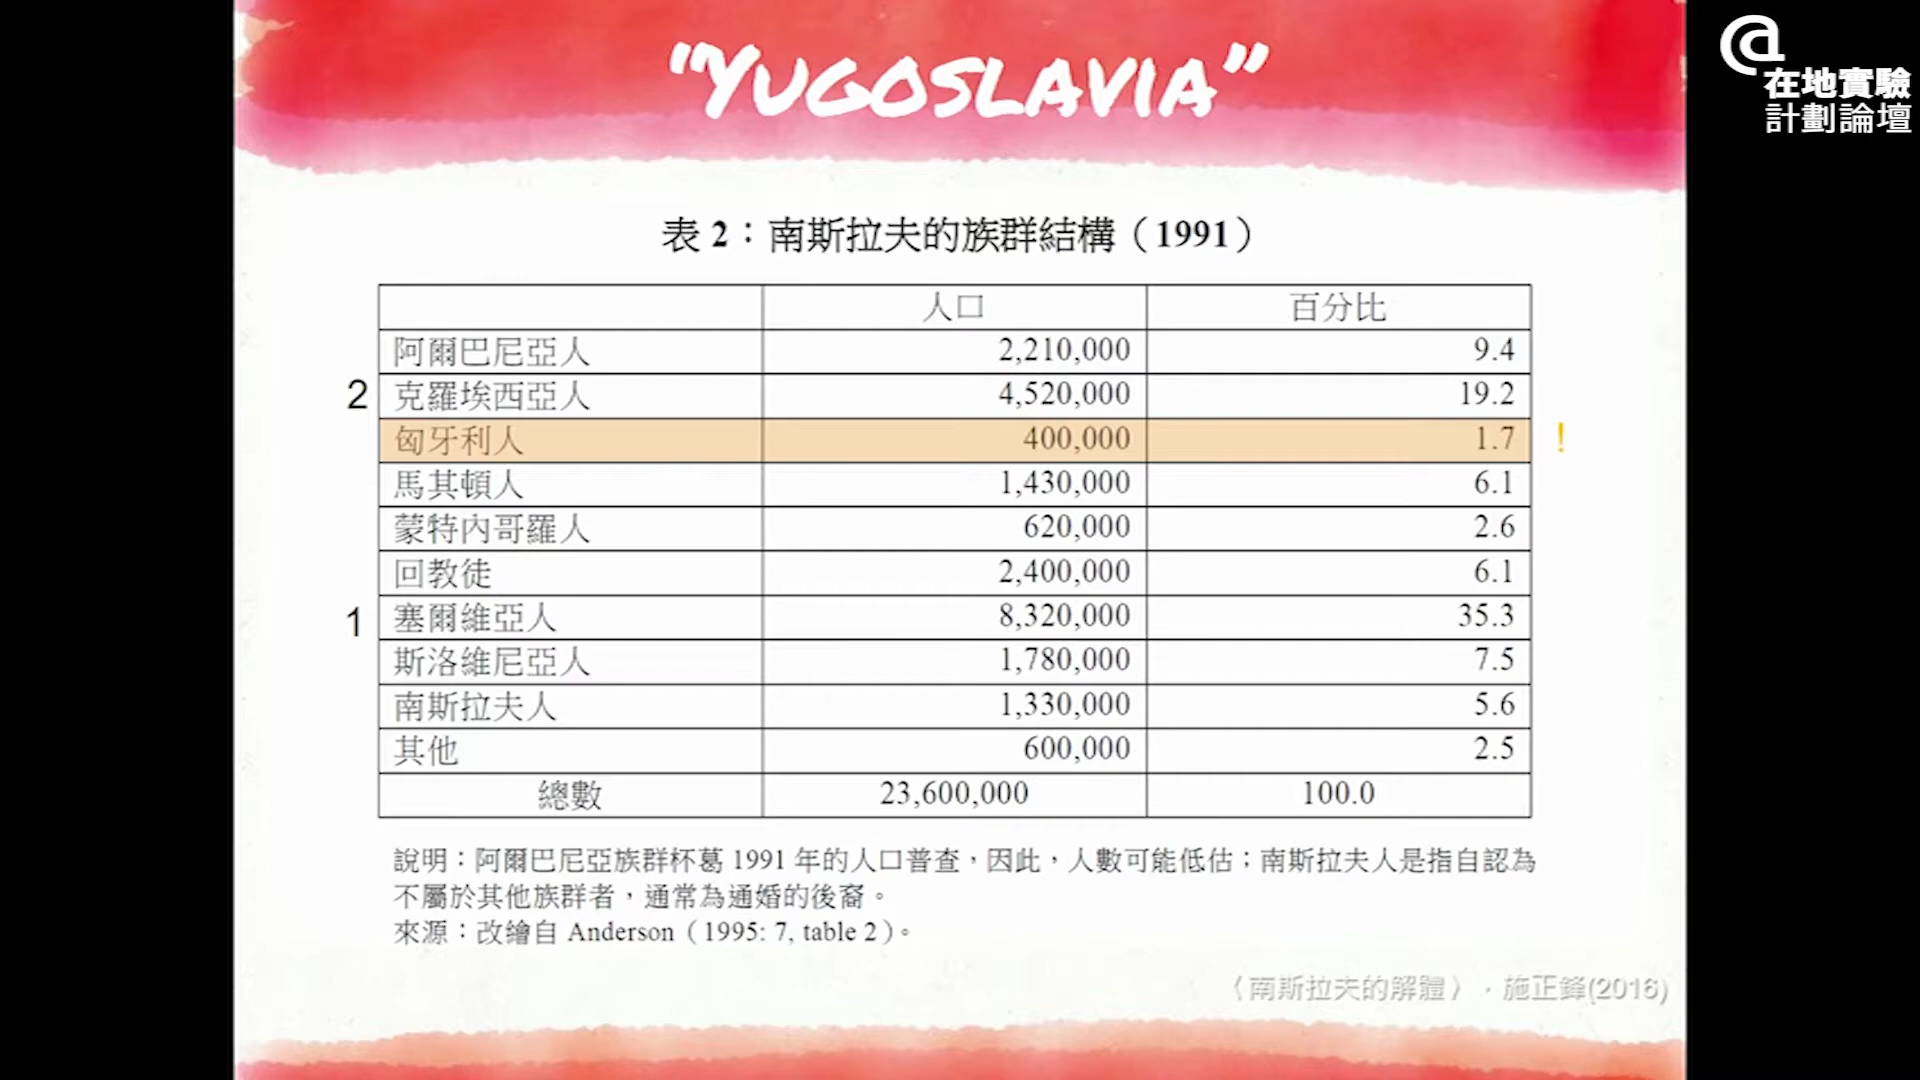 “YUGOSLAVIA”
@
在地實驗
計劃論壇
表 2：南斯拉夫的族群結構（1991）
人口 百分比
阿爾巴尼亞人 2,210,000 9.4
2 克羅埃西亞人 4,520,000 19.2
匈牙利人 400,000 1.7 !
馬其頓人 1,430,000 6.1
蒙特內哥羅人 620,000 2.6
回教徒 2,400,000 6.1
1 塞爾維亞人 8,320,000 35.3
斯洛維尼亞人 1,780,000 7.5
南斯拉夫人 1,330,000 5.6
其他 600,000 2.5
總數 23,600,000 100.0
說明：阿爾巴尼亞族群杯葛 1991 年的人口普查，因此，人數可能低估；南斯拉夫人是指自認為
不屬於其他族群者，通常為通婚的後裔。
來源：改繪自 Anderson（1995: 7, table 2）。
〈南斯拉夫的解體〉．施正鋒(2016)